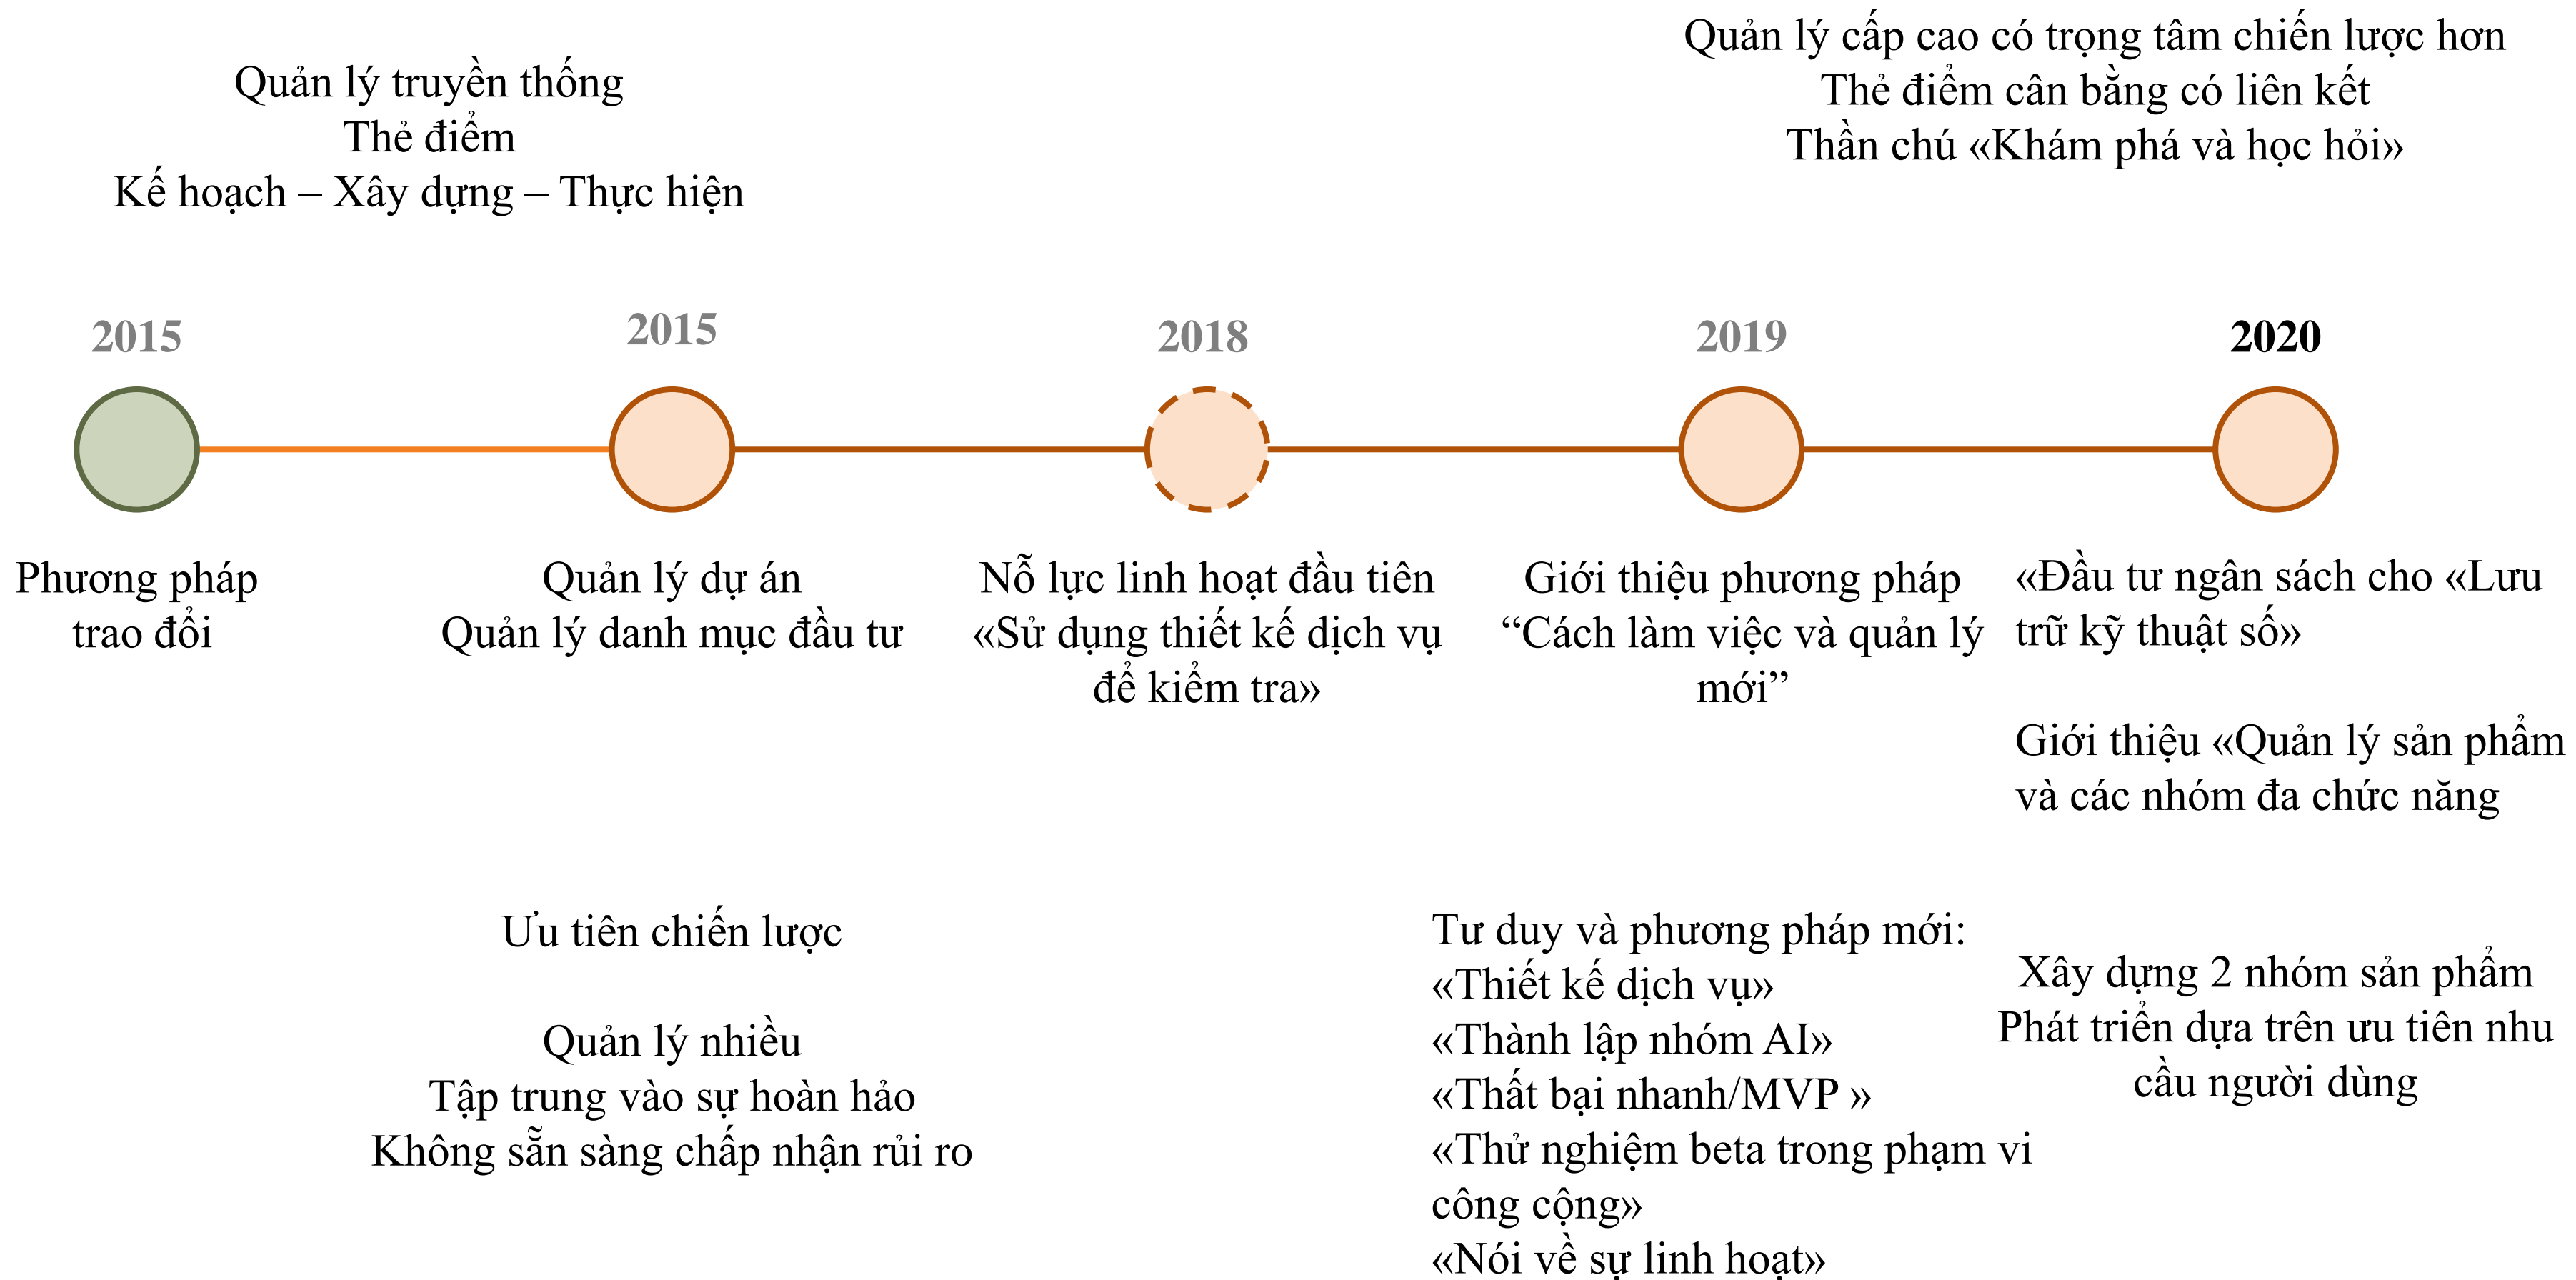 Quản lý truyền thống
Thẻ điểm
Kế hoạch – Xây dựng – Thực hiện
Quản lý cấp cao có trọng tâm chiến lược hơn
Thẻ điểm cân bằng có liên kết
Thần chú «Khám phá và học hỏi»
2015
2015
2018
2019
2020
Phương pháp
trao đổi
Quản lý dự án
Quản lý danh mục đầu tư
Nỗ lực linh hoạt đầu tiên
«Sử dụng thiết kế dịch vụ
để kiểm tra»
Giới thiệu phương pháp
“Cách làm việc và quản lý
mới”
«Đầu tư ngân sách cho «Lưu
trữ kỹ thuật số»
Giới thiệu «Quản lý sản phẩm
và các nhóm đa chức năng
Ưu tiên chiến lược
Quản lý nhiều
Tập trung vào sự hoàn hảo
Không sẵn sàng chấp nhận rủi ro
Tư duy và phương pháp mới:
«Thiết kế dịch vụ»
«Thành lập nhóm AI»
«Thất bại nhanh/MVP »
«Thử nghiệm beta trong phạm vi
công cộng»
«Nói về sự linh hoạt»
Xây dựng 2 nhóm sản phẩm
Phát triển dựa trên ưu tiên nhu
cầu người dùng